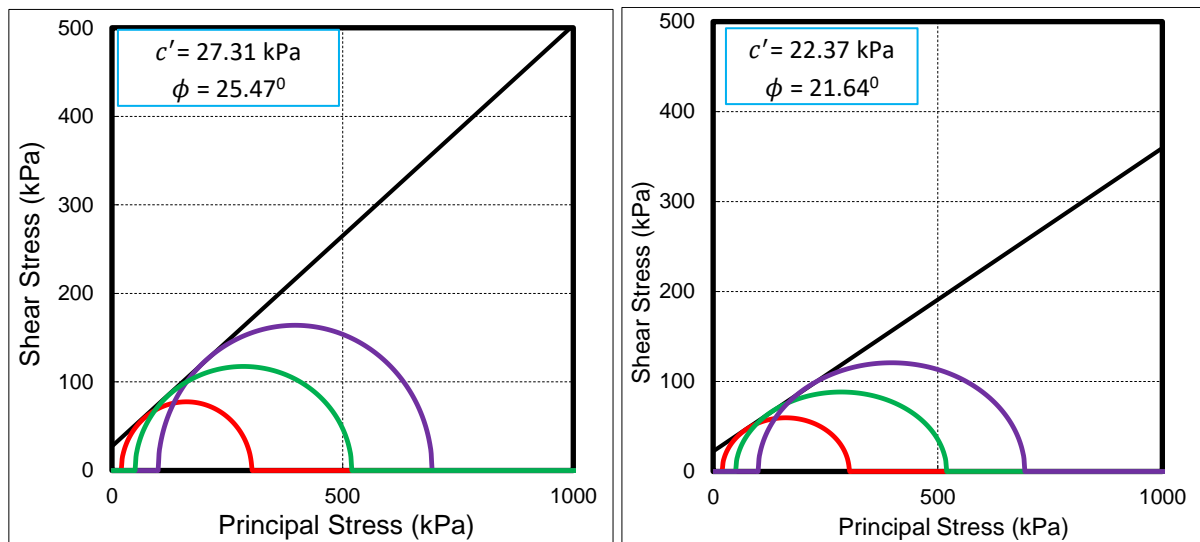 c′ = 27.31 kPa
ϕ = 25.47⁰
500
400
300
200
100
0
Shear Stress (kPa)
0 500 1000
Principal Stress (kPa)
c′ = 22.37 kPa
ϕ = 21.64⁰
500
400
300
200
100
0
Shear Stress (kPa)
0 500 1000
Principal Stress (kPa)